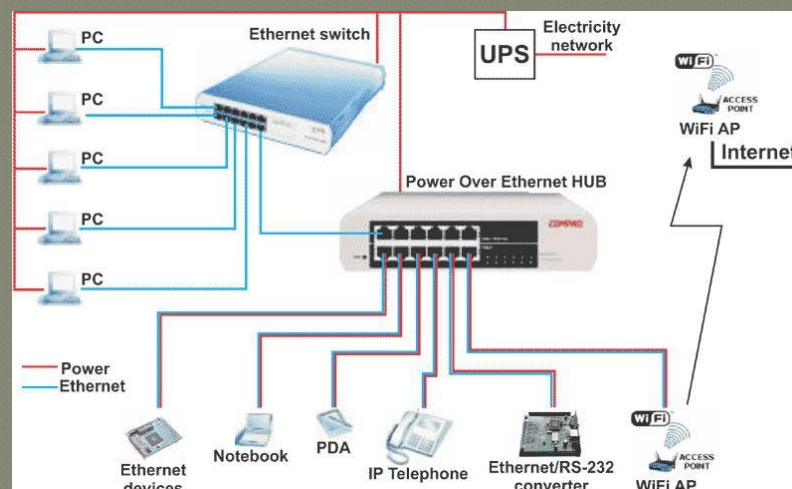 PC
Ethernet switch
UPS
Electricity
network
WiFi
ACCESS
POINT
WiFi AP
Internet
PC
PC
PC
PC
Power Over Ethernet HUB
COMPAQ
Power
Ethernet
Ethernet
devices
Notebook
PDA
IP Telephone
Ethernet/RS-232
converter
WiFi
ACCESS
POINT
WiFi AP